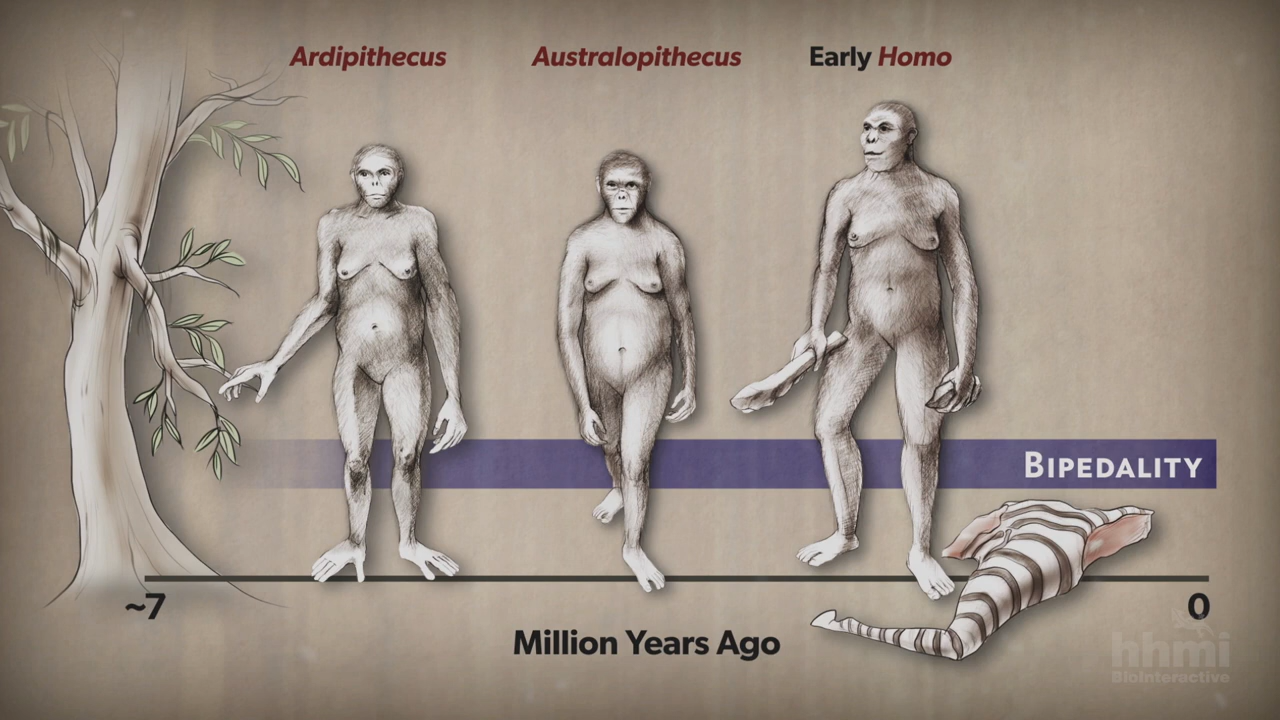 Ardipithecus
Australopithecus
Early Homo
BIPEDALITY
~7
0
Million Years Ago
hhmi
BioInteractive